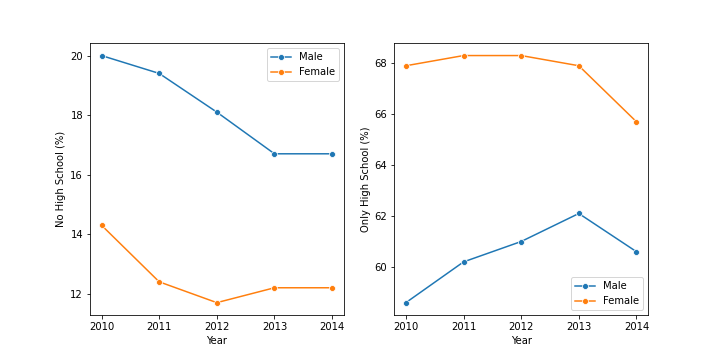 No High School (%)
20
18
16
14
12
2010 2011 2012 2013 2014
Year
Male
Female
Only High School (%)
68
66
64
62
60
2010 2011 2012 2013 2014
Year
Male
Female